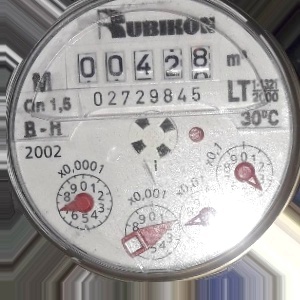 RUBIKON
M 00428 m³
Qn 1,5 02729845 LT
B - H 30°C
2002
x0,0001 x0,001 x0,01 x0,1